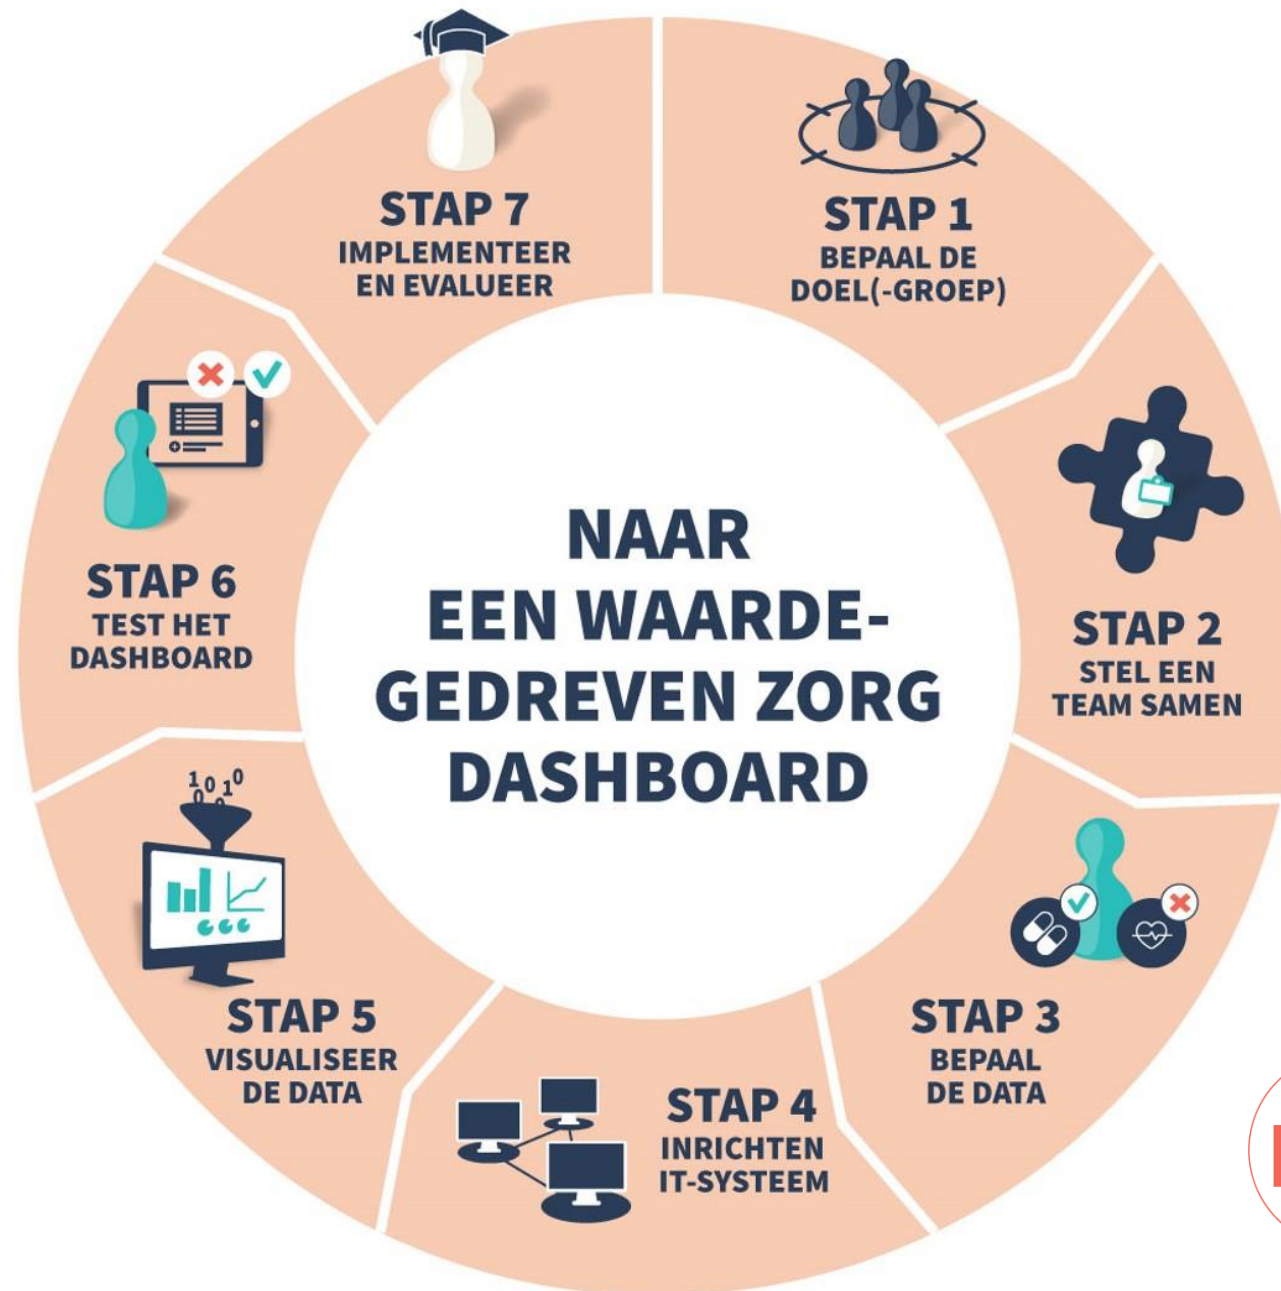 NAAR
EEN WAARDE-
GEDREVEN ZORG
DASHBOARD
STAP 1
BEPAAL DE
DOEL(-GROEP)
STAP 2
STEL EEN
TEAM SAMEN
STAP 3
BEPAAL
DE DATA
STAP 4
INRICHTEN
IT-SYSTEEM
STAP 5
VISUALISEER
DE DATA
STAP 6
TEST HET
DASHBOARD
STAP 7
IMPLEMENTEER
EN EVALUEER